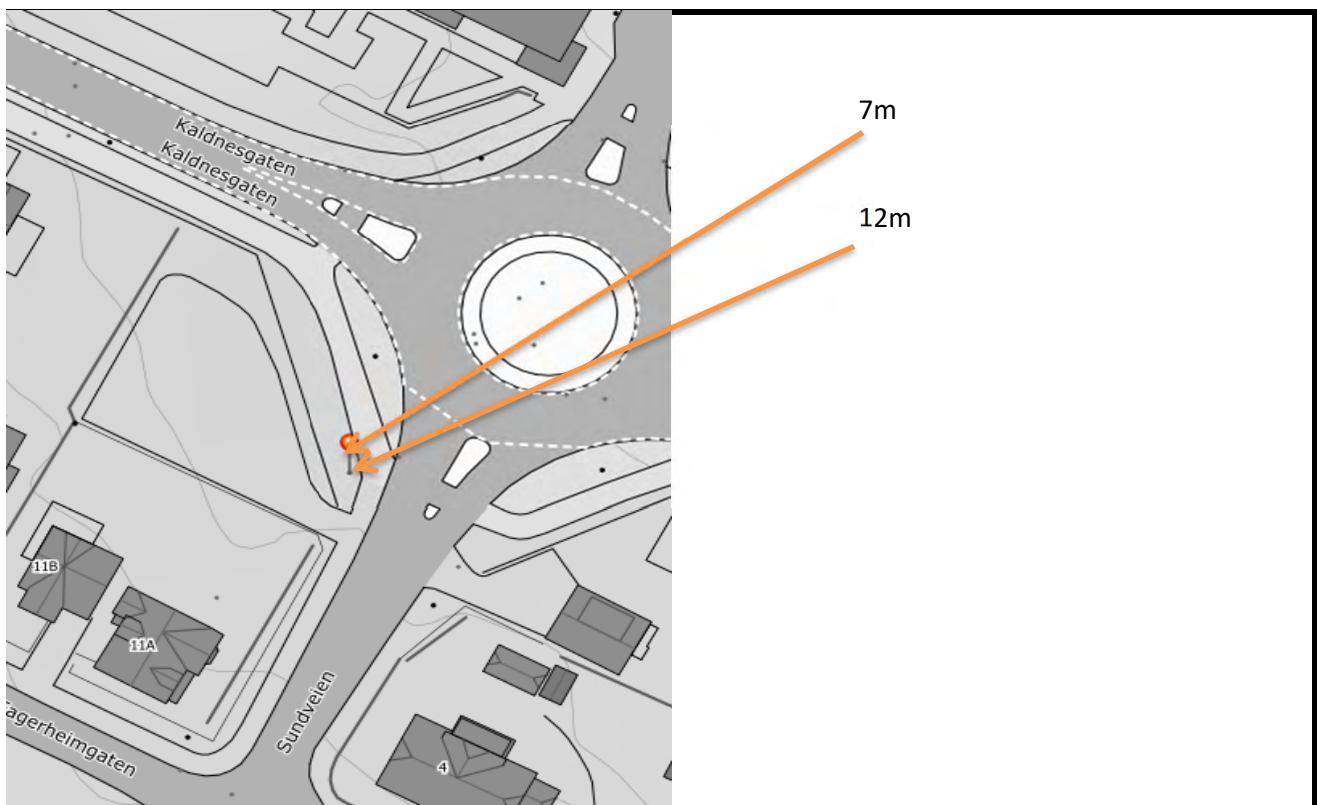 Kaldnesgaten
Kaldnesgaten
7m
12m
11B
11A
Sundveien
agerheimgaten
4